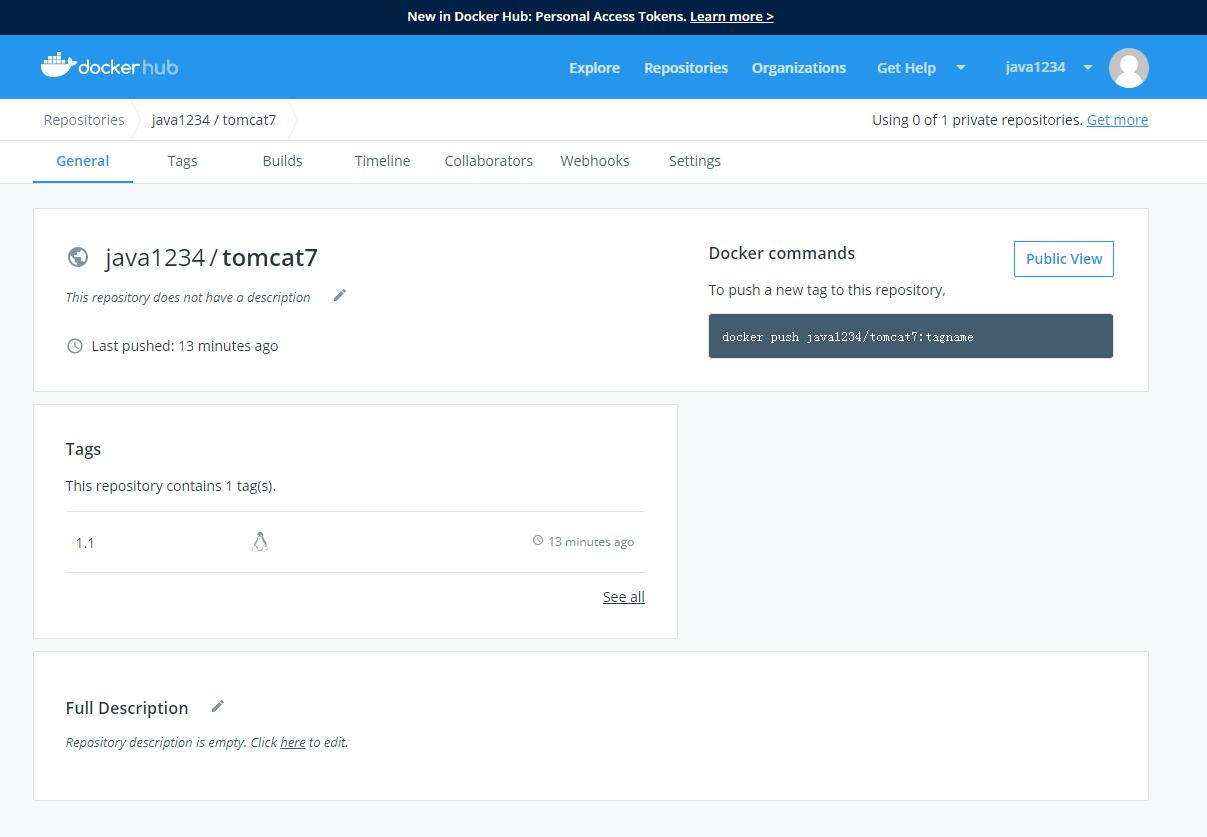 New in Docker Hub: Personal Access Tokens. Learn more >
docker hub
Explore Repositories Organizations Get Help java1234
Repositories java1234 / tomcat7
Using 0 of 1 private repositories. Get more
General Tags Builds Timeline Collaborators Webhooks Settings
java1234 / tomcat7
This repository does not have a description
Last pushed: 13 minutes ago
Docker commands
Public View
To push a new tag to this repository,
docker push java1234/tomcat7:tagname
Tags
This repository contains 1 tag(s).
1.1 13 minutes ago
See all
Full Description
Repository description is empty. Click here to edit.